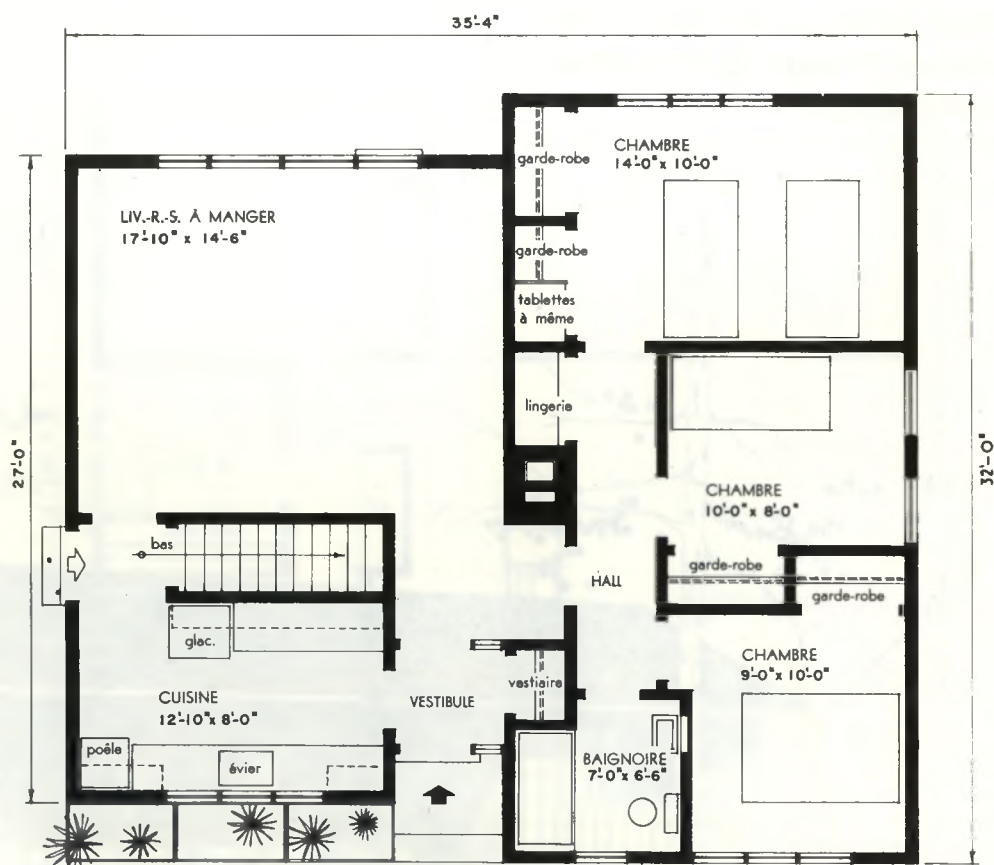 35'-4"
CHAMBRE
14'-0" x 10'-0"
garde-robe
LIV.-R.-S. À MANGER
17'-10" x 14'-6"
garde-robe
tablettes
à même
lingerie
27'-0"
32'-0"
CHAMBRE
10'-0" x 8'-0"
bas
garde-robe
HALL
garde-robe
glac.
CHAMBRE
9'-0" x 10'-0"
vestiaire
CUISINE
12'-10" x 8'-0"
VESTIBULE
poêle
évier
BAIGNOIRE
7'-0" x 6'-6"